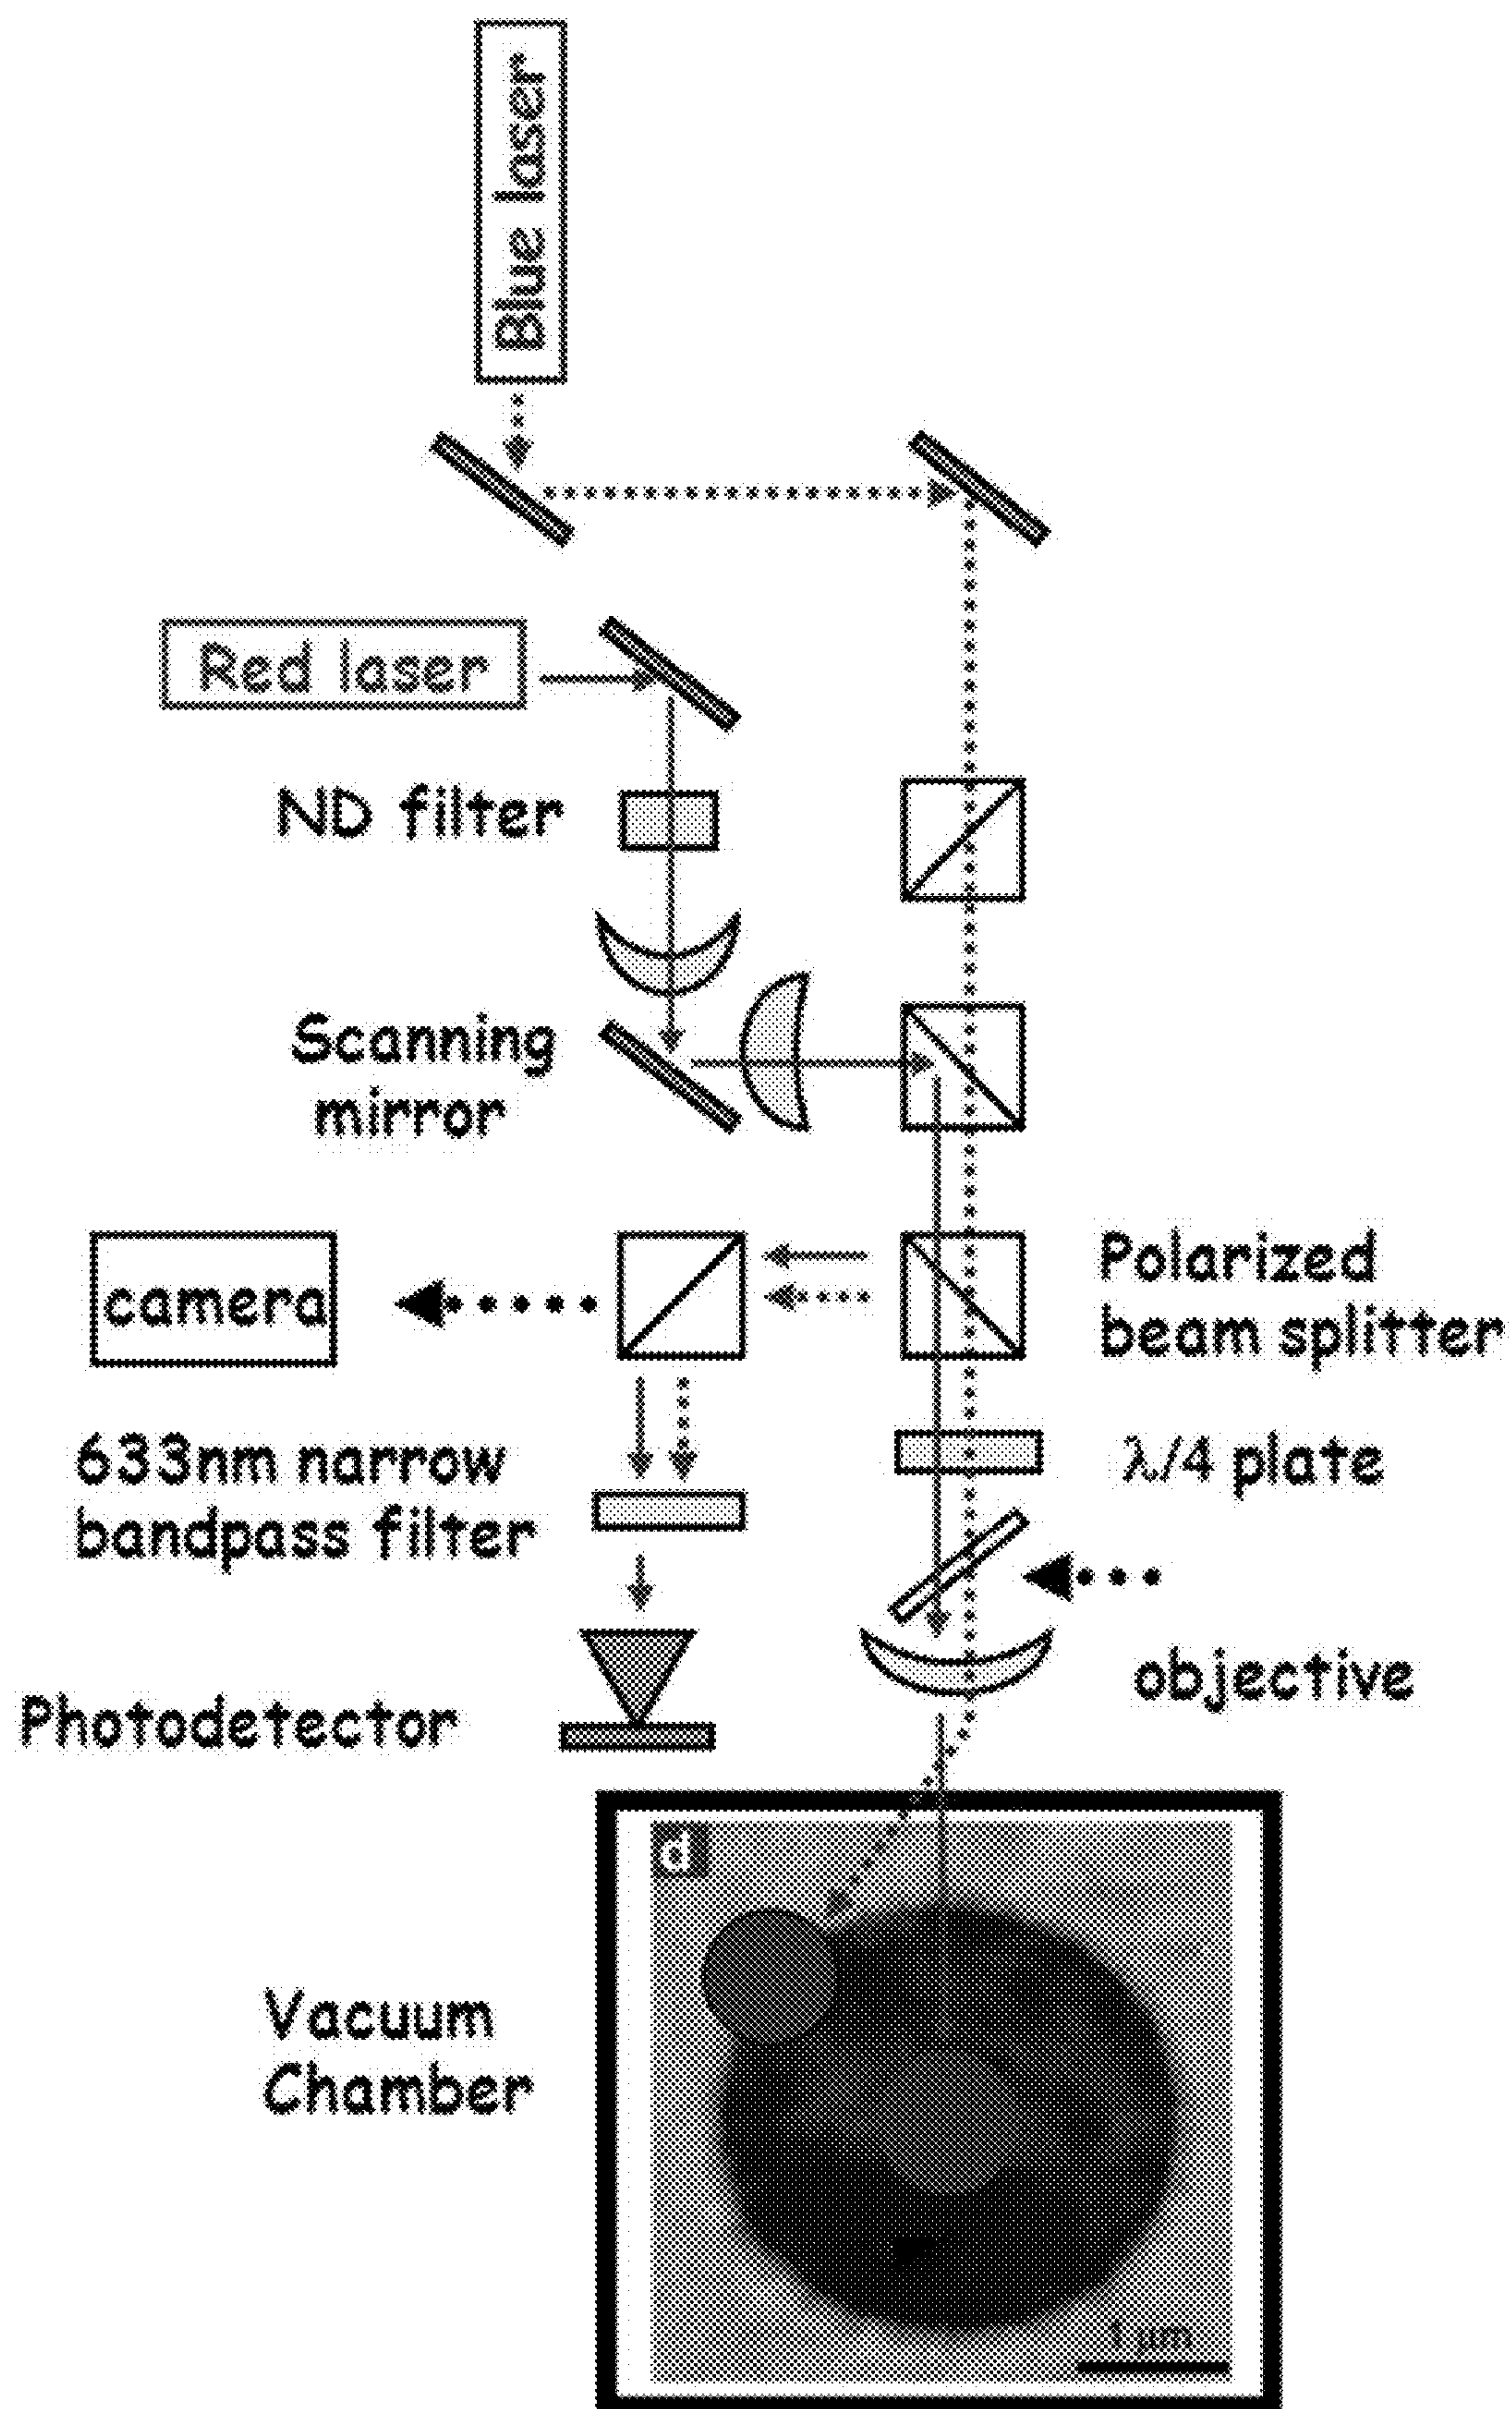 Blue laser
Red laser
ND filter
Scanning
mirror
camera
Polarized
beam splitter
633nm narrow
bandpass filter
λ/4 plate
objective
Photodetector
d
Vacuum
Chamber
1 μm